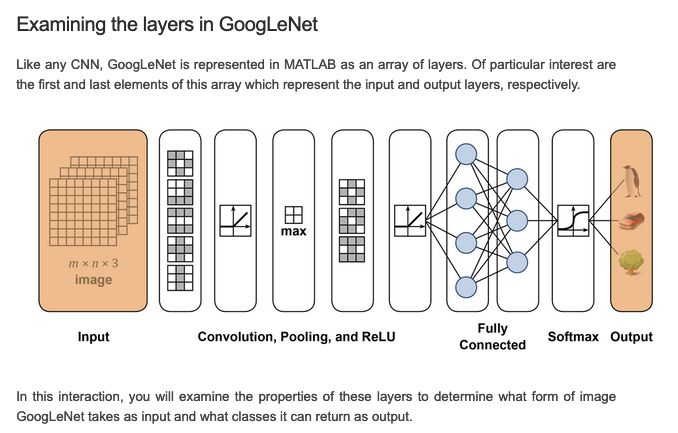 Examining the layers in GoogLeNet
Like any CNN, GoogLeNet is represented in MATLAB as an array of layers. Of particular interest are
the first and last elements of this array which represent the input and output layers, respectively.
max
m × n × 3
image
Input
Convolution, Pooling, and ReLU
Fully
Connected
Softmax
Output
In this interaction, you will examine the properties of these layers to determine what form of image
GoogLeNet takes as input and what classes it can return as output.